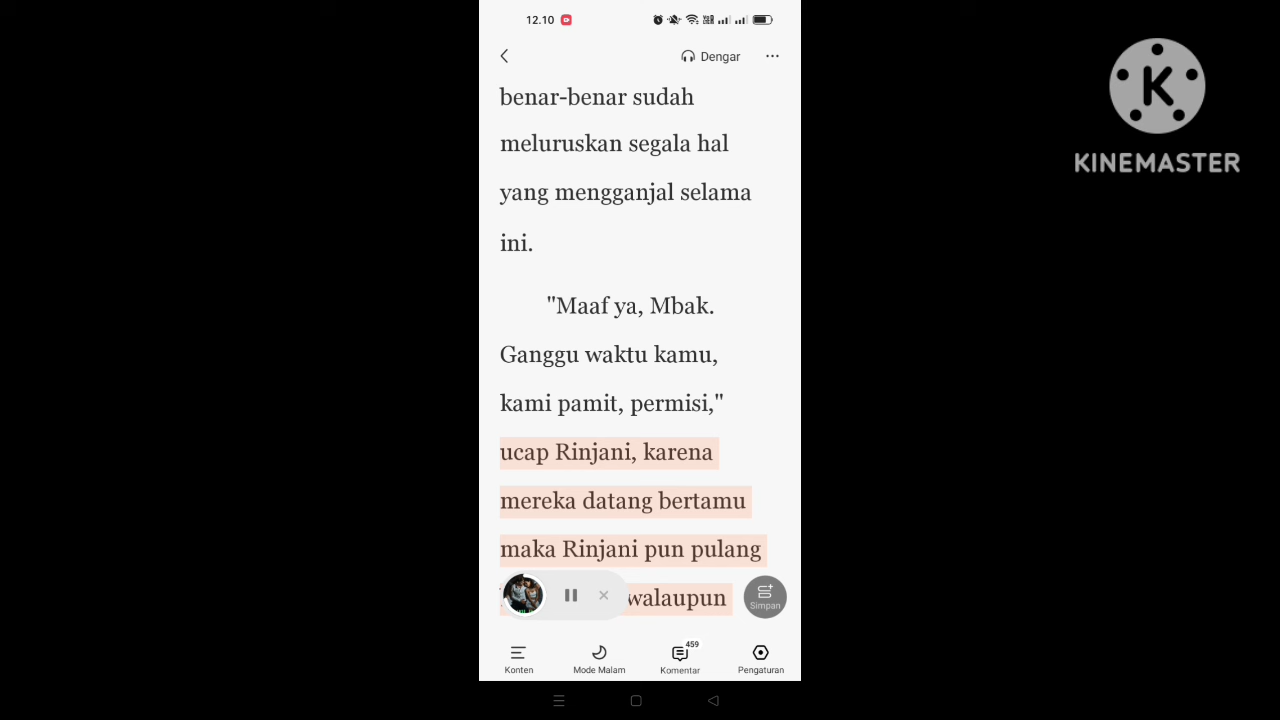 12.10
Dengar
KINEMASTER
benar-benar sudah
meluruskan segala hal
yang mengganjal selama
ini.
"Maaf ya, Mbak.
Ganggu waktu kamu,
kami pamit, permisi,"
ucap Rinjani, karena
mereka datang bertamu
maka Rinjani pun pulang
walaupun
Simpan
Konten
Mode Malam
459
Komentar
Pengaturan